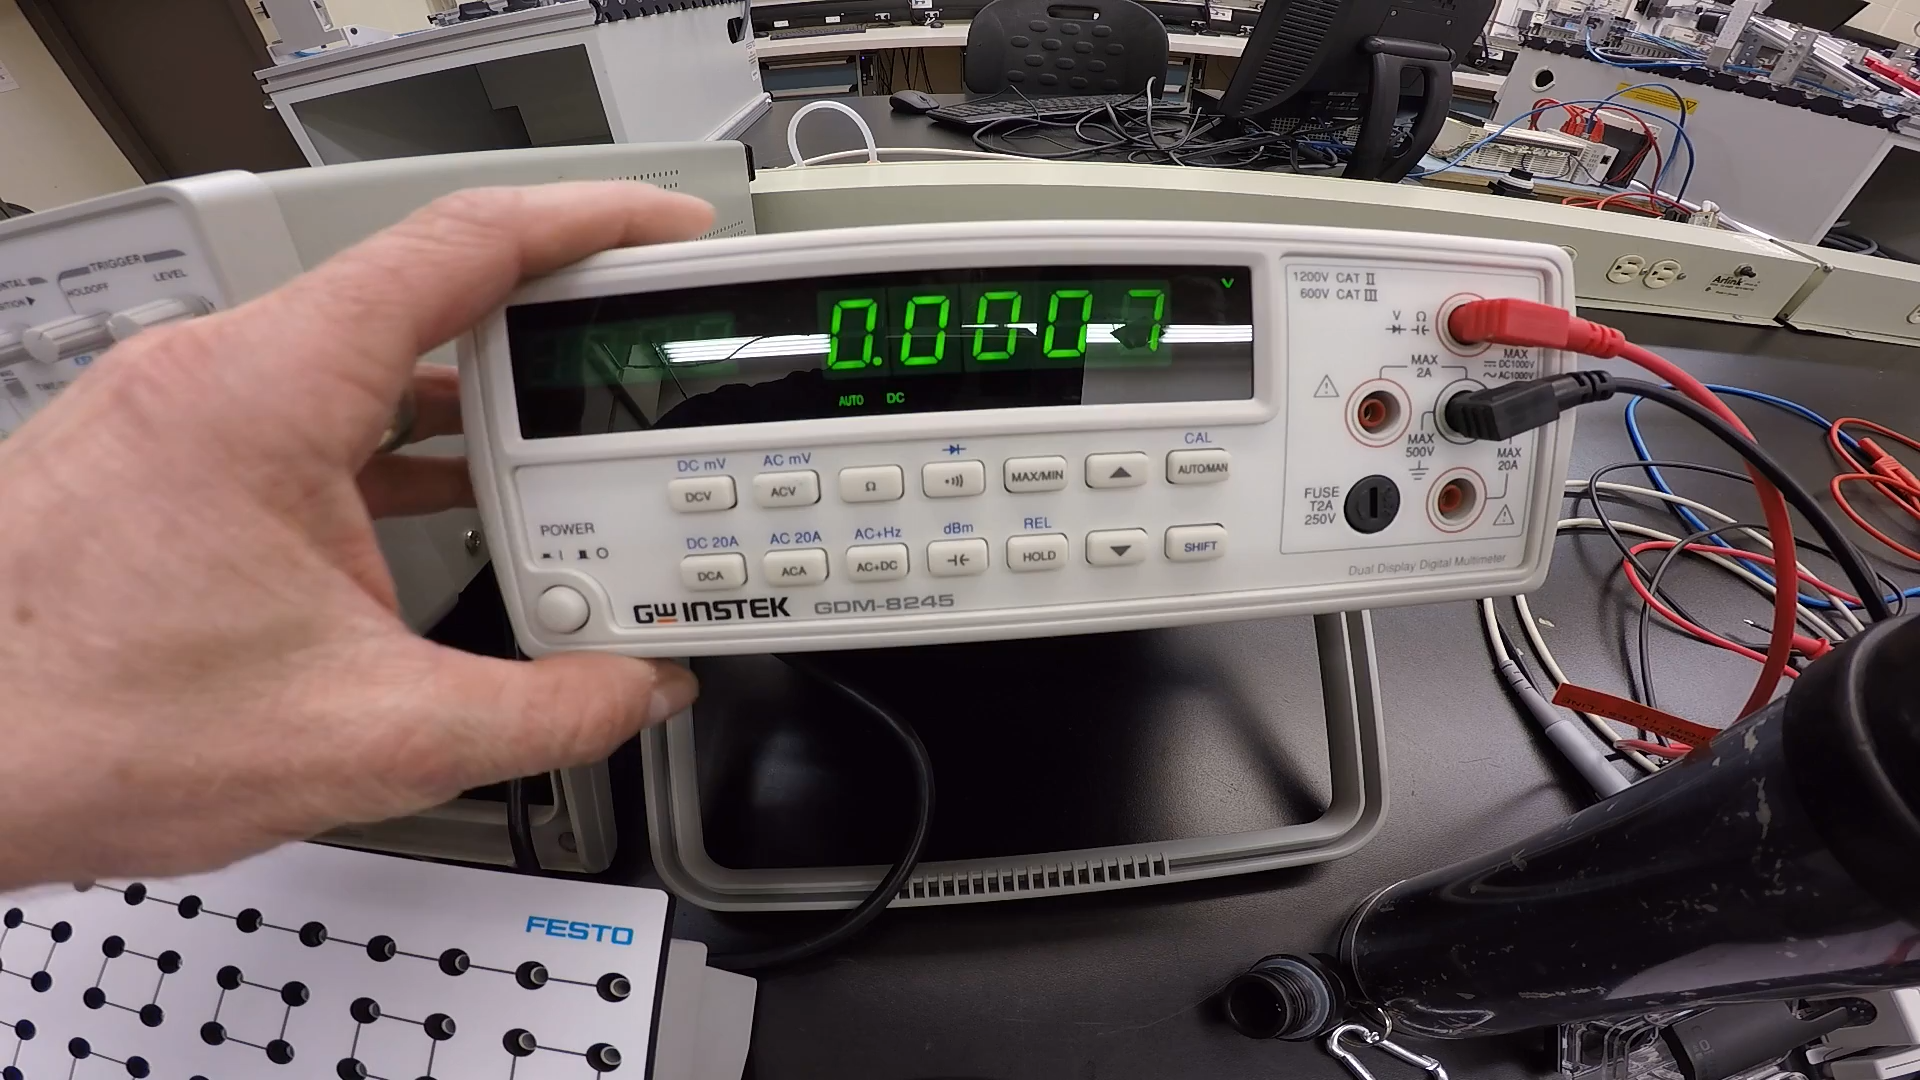 TRIGGER
LEVEL
HOLDOFF
0.0007
V
AUTO DC
1200V CAT II
600V CAT III
V Ω
MAX
DC1000V
AC1000V
MAX
2A
MAX
500V
MAX
20A
FUSE
T2A
250V
DC mV
AC mV
CAL
DCV
ACV
Ω
MAX/MIN
AUTO/MAN
POWER
DC 20A
AC 20A
AC+Hz
dBm
REL
DCA
ACA
AC+DC
HOLD
SHIFT
GWINSTEK GDM-8245
Dual Display Digital Multimeter
Arlink
FESTO